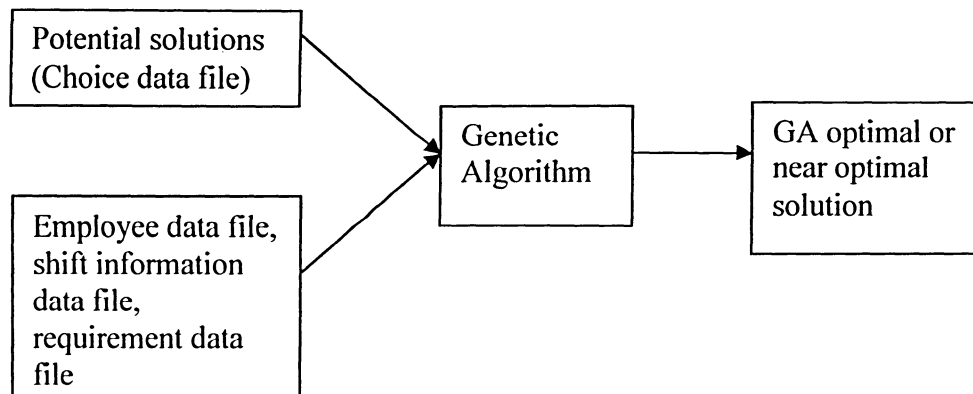 Potential solutions
(Choice data file)
Genetic
Algorithm
GA optimal or
near optimal
solution
Employee data file,
shift information
data file,
requirement data
file